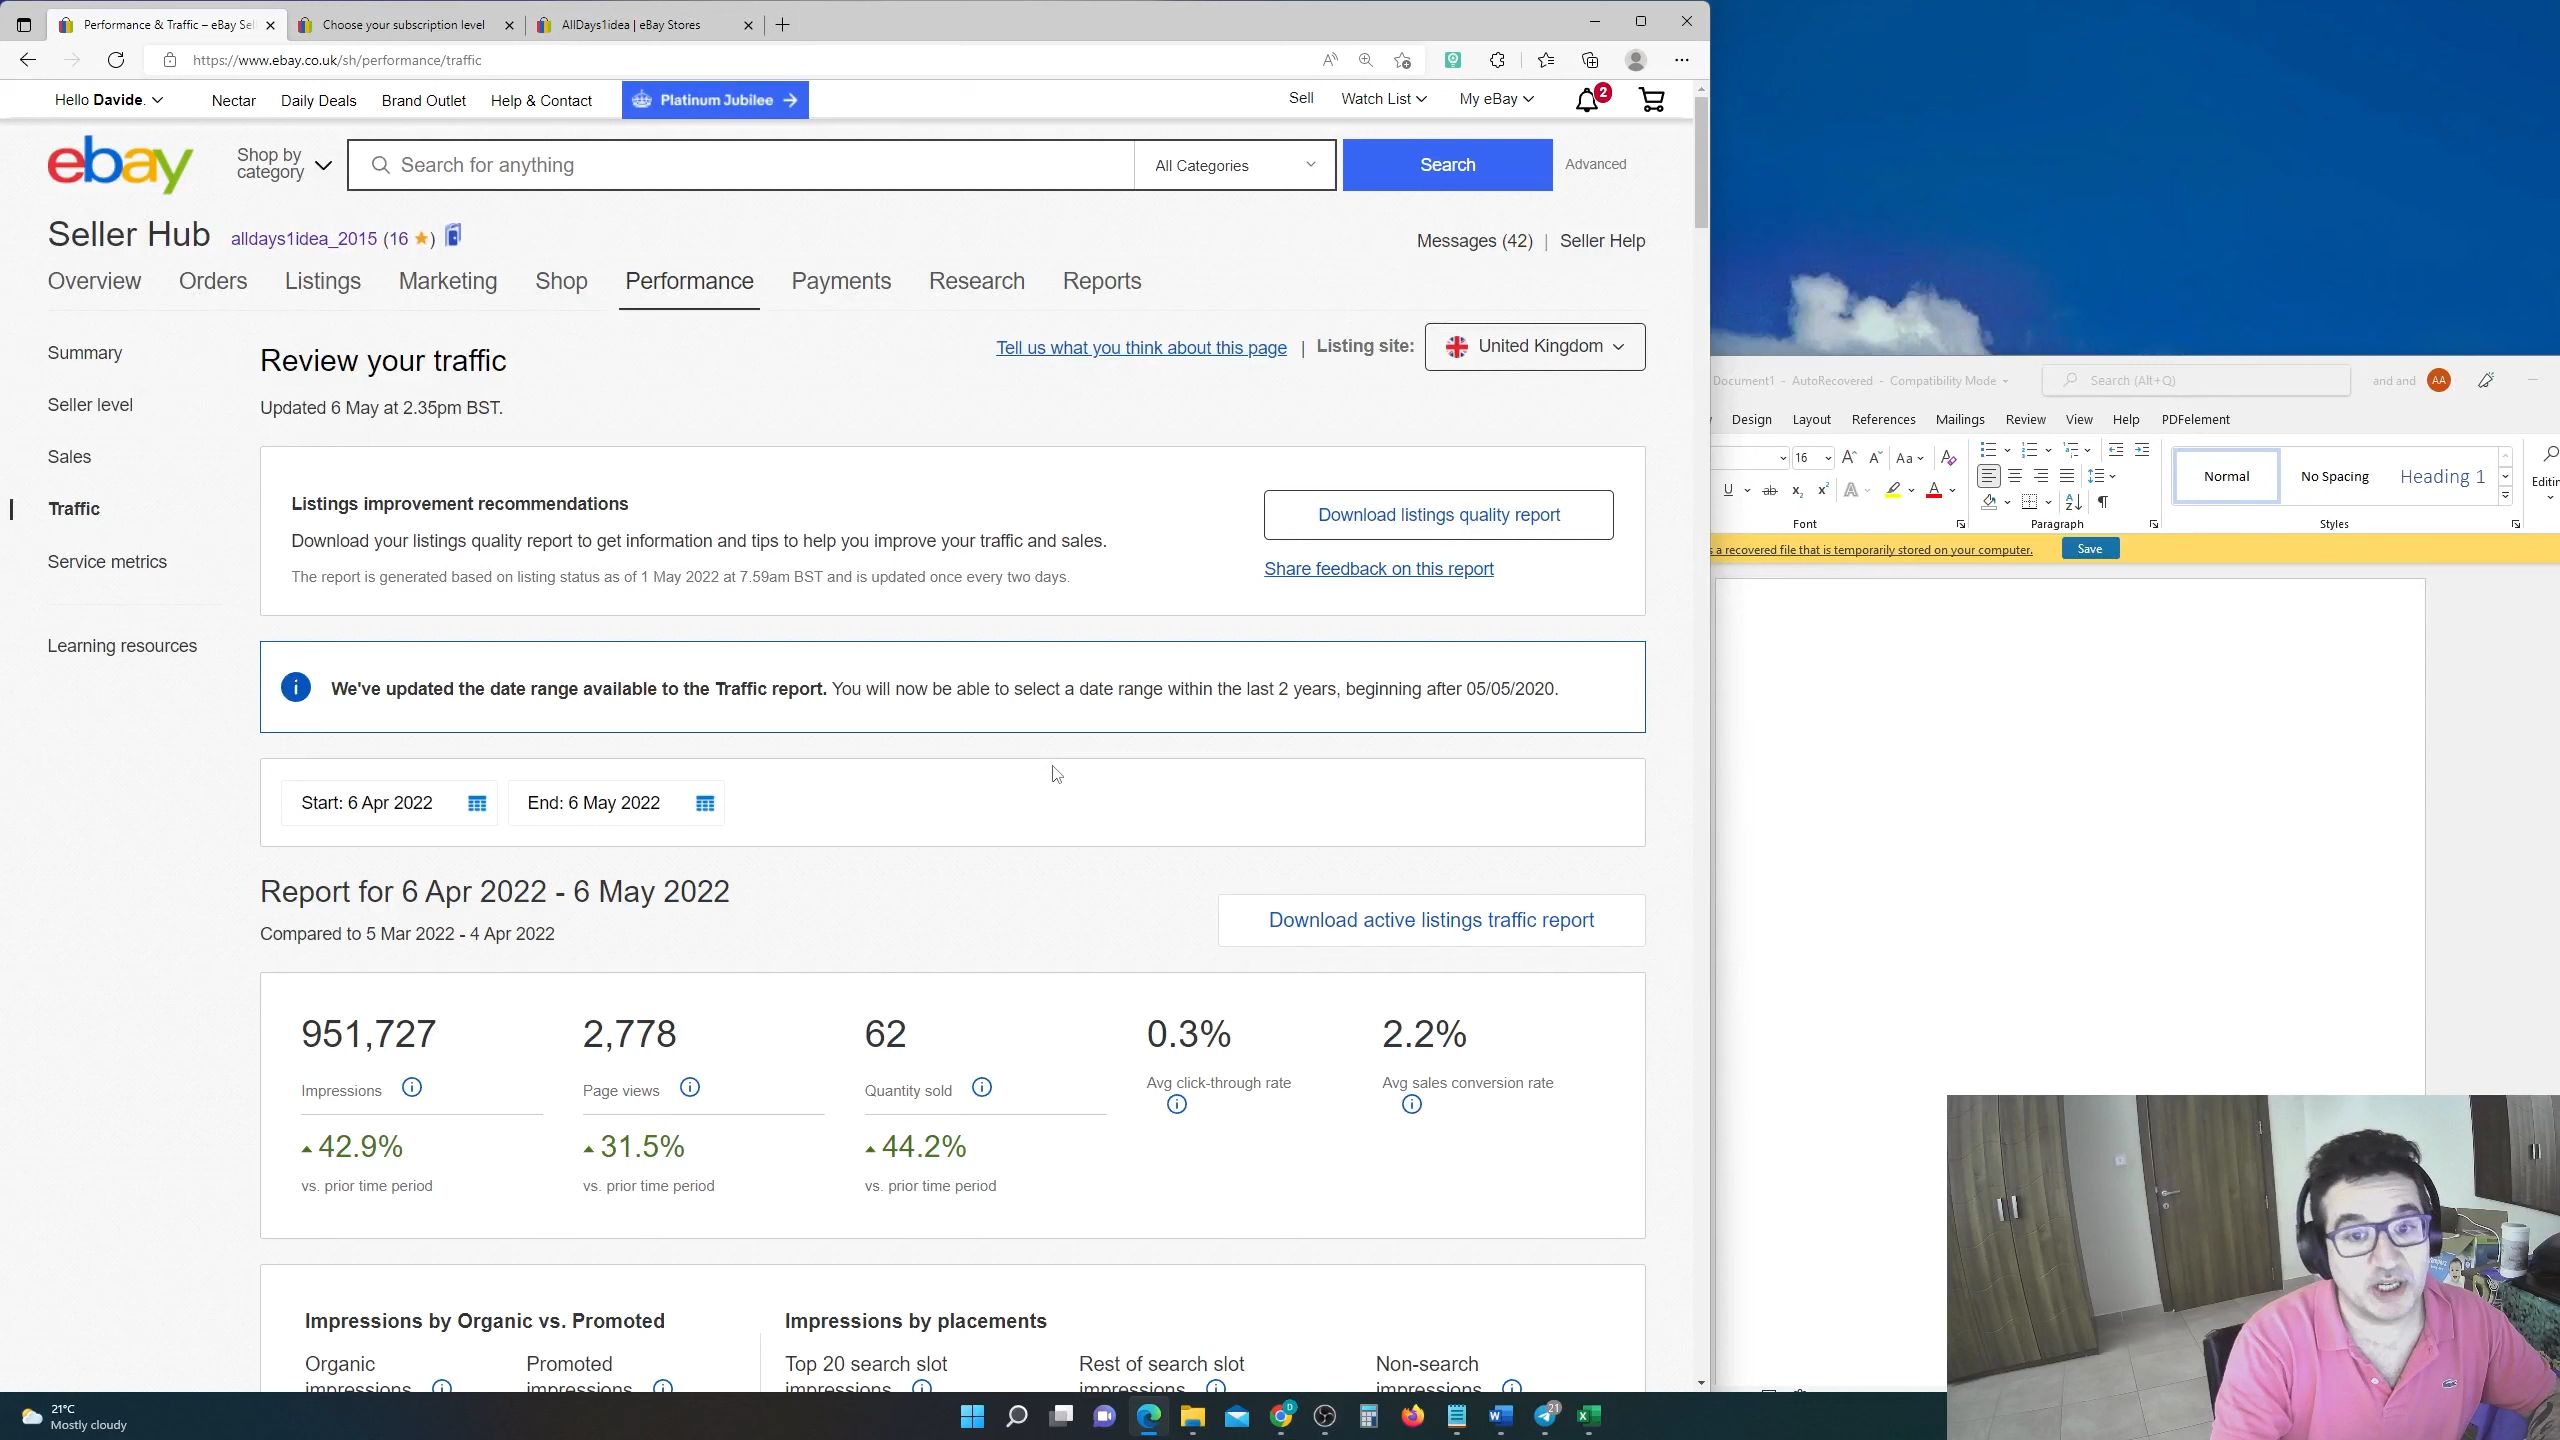 Performance & Traffic – eBay Sel
Choose your subscription level
AllDays1idea | eBay Stores
https://www.ebay.co.uk/sh/performance/traffic
Hello Davide.
Nectar
Daily Deals
Brand Outlet
Help & Contact
Platinum Jubilee
Sell
Watch List
My eBay
2
ebay
Shop by
category
Search for anything
All Categories
Search
Advanced
Seller Hub
alldays1idea_2015 (16 )
Messages (42) | Seller Help
Overview
Orders
Listings
Marketing
Shop
Performance
Payments
Research
Reports
Summary
Seller level
Sales
Traffic
Service metrics
Learning resources
Review your traffic
Tell us what you think about this page | Listing site:
United Kingdom
Updated 6 May at 2.35pm BST.
Listings improvement recommendations
Download your listings quality report to get information and tips to help you improve your traffic and sales.
The report is generated based on listing status as of 1 May 2022 at 7.59am BST and is updated once every two days.
Download listings quality report
Share feedback on this report
We've updated the date range available to the Traffic report. You will now be able to select a date range within the last 2 years, beginning after 05/05/2020.
Start: 6 Apr 2022
End: 6 May 2022
Report for 6 Apr 2022 - 6 May 2022
Compared to 5 Mar 2022 - 4 Apr 2022
Download active listings traffic report
951,727
2,778
62
0.3%
2.2%
Impressions
Page views
Quantity sold
Avg click-through rate
Avg sales conversion rate
42.9%
31.5%
44.2%
vs. prior time period
vs. prior time period
vs. prior time period
Impressions by Organic vs. Promoted
Impressions by placements
Organic
impressions
Promoted
impressions
Top 20 search slot
impressions
Rest of search slot
impressions
Non-search
impressions
Document1 - AutoRecovered - Compatibility Mode
Search (Alt+Q)
and and
AA
Design
Layout
References
Mailings
Review
View
Help
PDFelement
16
Aa
Normal
No Spacing
Heading 1
Editin
Font
Paragraph
Styles
s a recovered file that is temporarily stored on your computer.
Save
21°C
Mostly cloudy
D
21